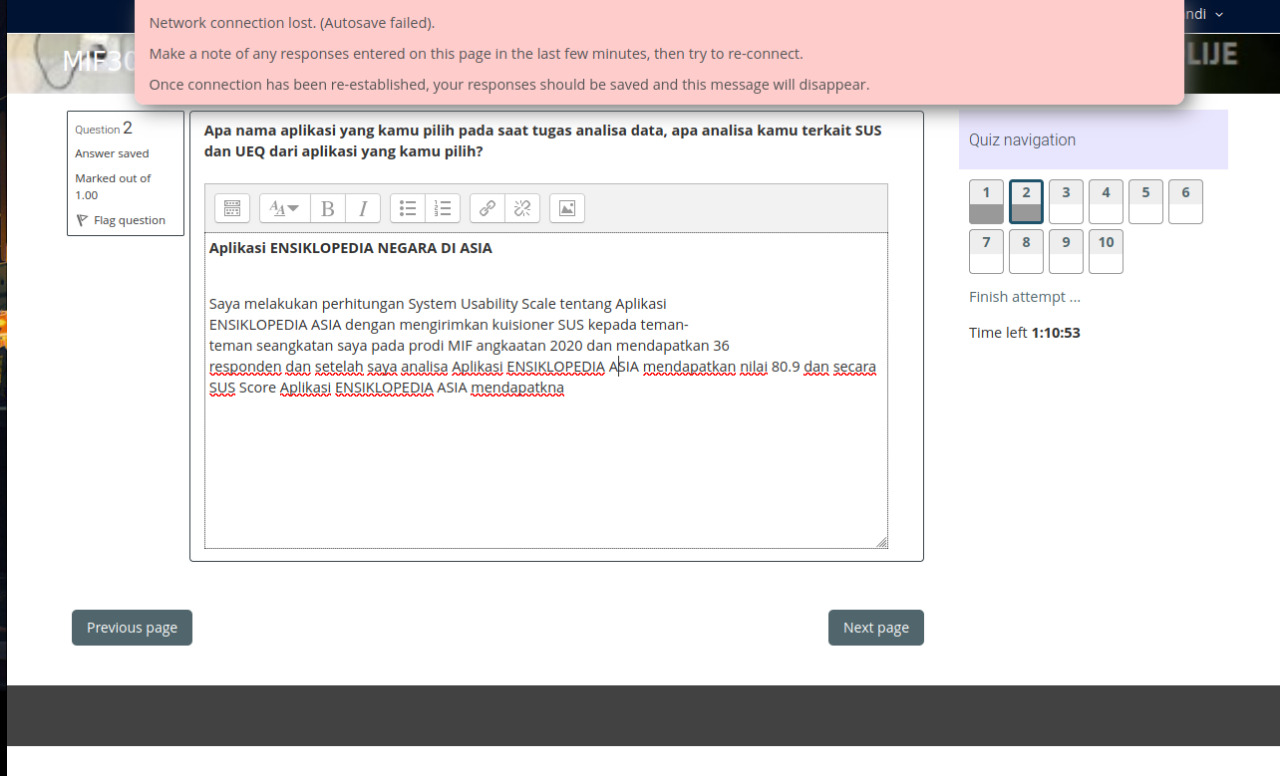 Network connection lost. (Autosave failed).
Make a note of any responses entered on this page in the last few minutes, then try to re-connect.
Once connection has been re-established, your responses should be saved and this message will disappear.
ndi
MIF30
LIJE
Question 2
Answer saved
Marked out of
1.00
Flag question
Apa nama aplikasi yang kamu pilih pada saat tugas analisa data, apa analisa kamu terkait SUS
dan UEQ dari aplikasi yang kamu pilih?
Aplikasi ENSIKLOPEDIA NEGARA DI ASIA
Saya melakukan perhitungan System Usability Scale tentang Aplikasi
ENSIKLOPEDIA ASIA dengan mengirimkan kuisioner SUS kepada teman-
teman seangkatan saya pada prodi MIF angkaatan 2020 dan mendapatkan 36
responden dan setelah saya analisa Aplikasi ENSIKLOPEDIA ASIA mendapatkan nilai 80.9 dan secara
SUS Score Aplikasi ENSIKLOPEDIA ASIA mendapatkna
Previous page
Next page
Quiz navigation
1 2 3 4 5 6
7 8 9 10
Finish attempt ...
Time left 1:10:53